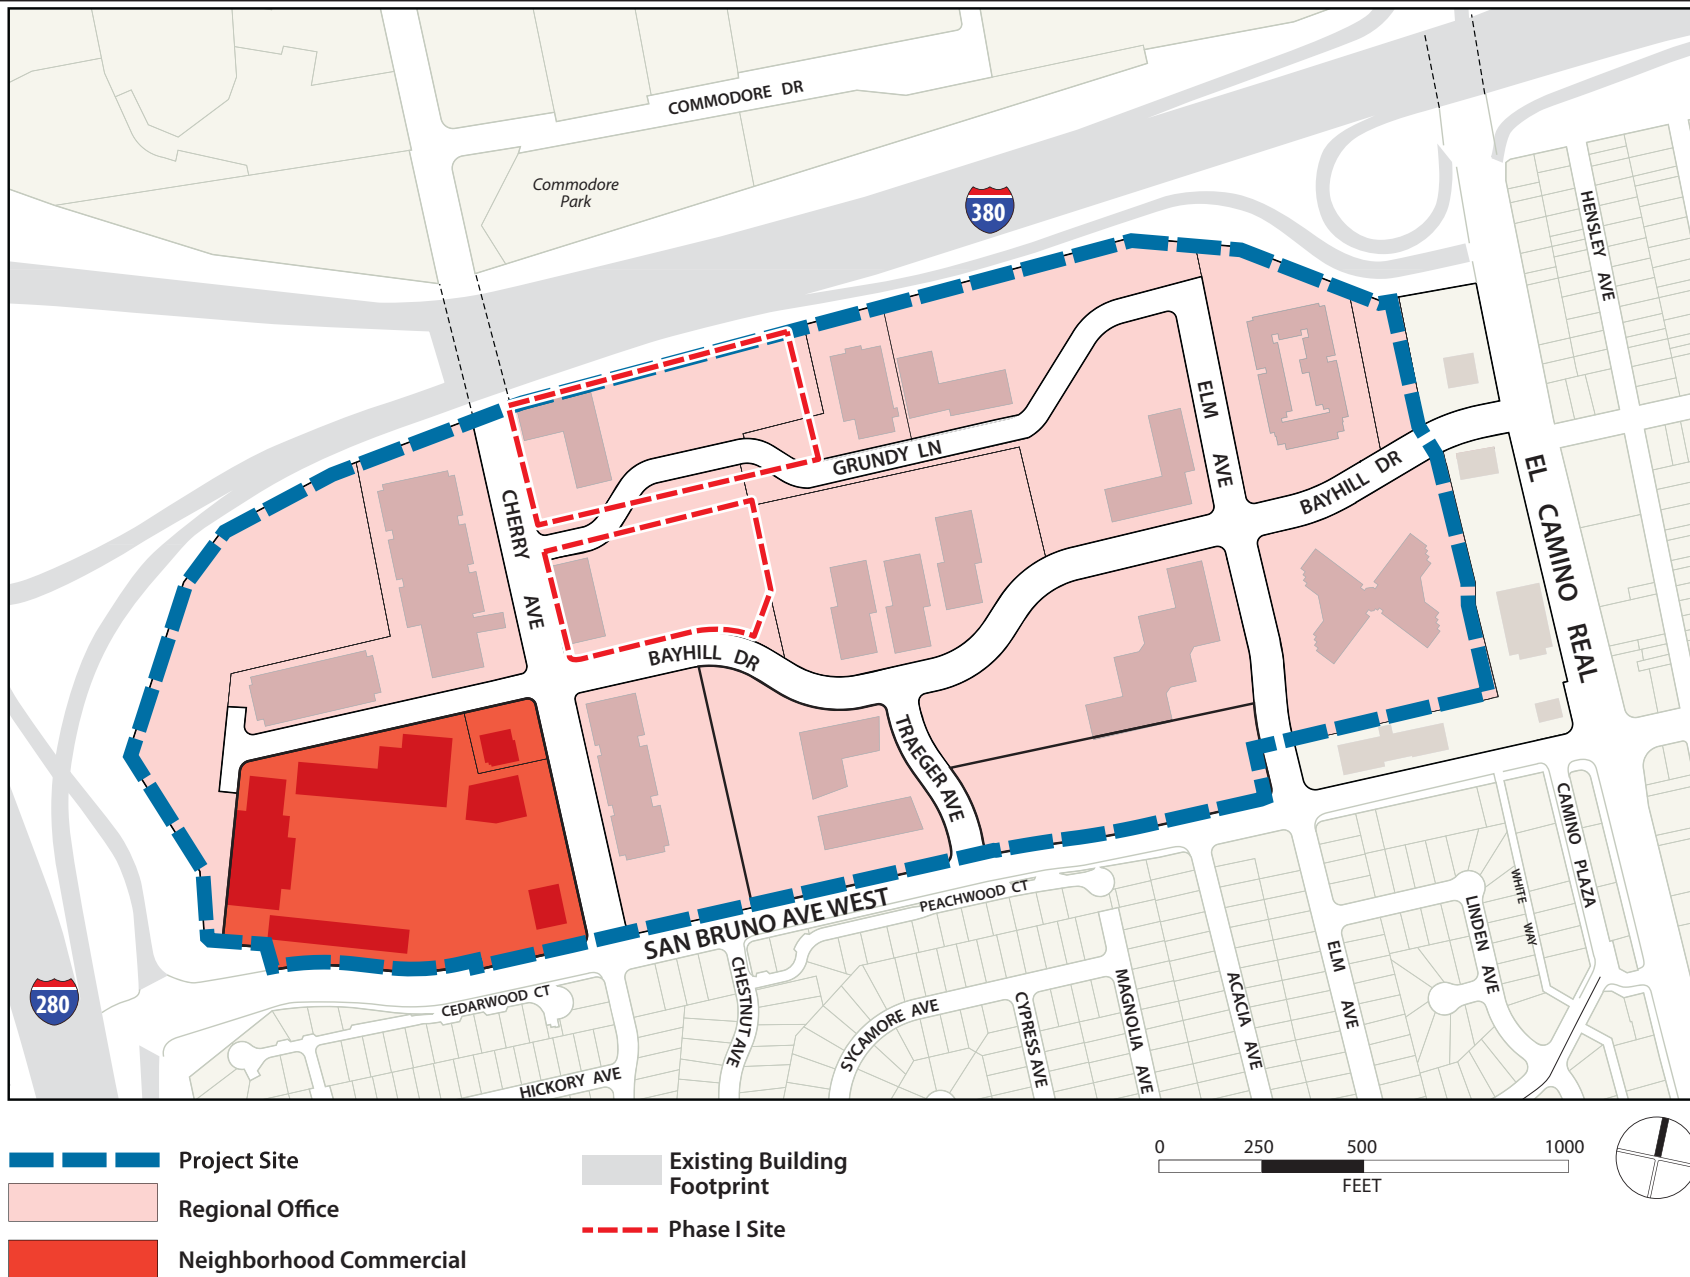 COMMODORE DR
Commodore
Park
380
HENSLEY AVE
ELM AVE
GRUNDY LN
BAYHILL DR
CHERRY AVE
EL CAMINO REAL
BAYHILL DR
TRAEGER AVE
SAN BRUNO AVE WEST
PEACHWOOD CT
CAMINO PLAZA
WHITE WAY
LINDEN AVE
ELM AVE
ACACIA AVE
MAGNOLIA AVE
CYPRESS AVE
SYCAMORE AVE
CHESTNUT AVE
CEDARWOOD CT
HICKORY AVE
280
Project Site
Regional Office
Neighborhood Commercial
Existing Building
Footprint
Phase I Site
0 250 500 1000
FEET